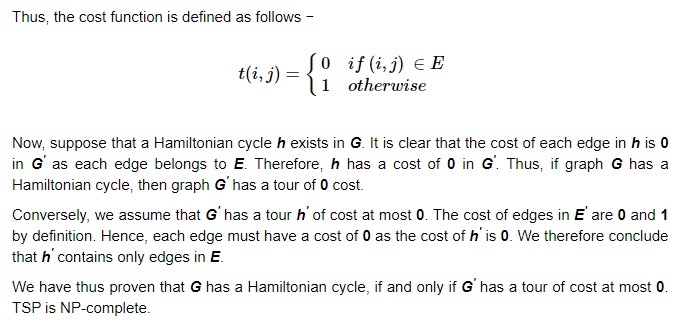 Thus, the cost function is defined as follows −
t(i, j) = { 0 if (i, j) ∈ E
1 otherwise
Now, suppose that a Hamiltonian cycle h exists in G. It is clear that the cost of each edge in h is 0
in G' as each edge belongs to E. Therefore, h has a cost of 0 in G'. Thus, if graph G has a
Hamiltonian cycle, then graph G' has a tour of 0 cost.
Conversely, we assume that G' has a tour h' of cost at most 0. The cost of edges in E' are 0 and 1
by definition. Hence, each edge must have a cost of 0 as the cost of h' is 0. We therefore conclude
that h' contains only edges in E.
We have thus proven that G has a Hamiltonian cycle, if and only if G' has a tour of cost at most 0.
TSP is NP-complete.